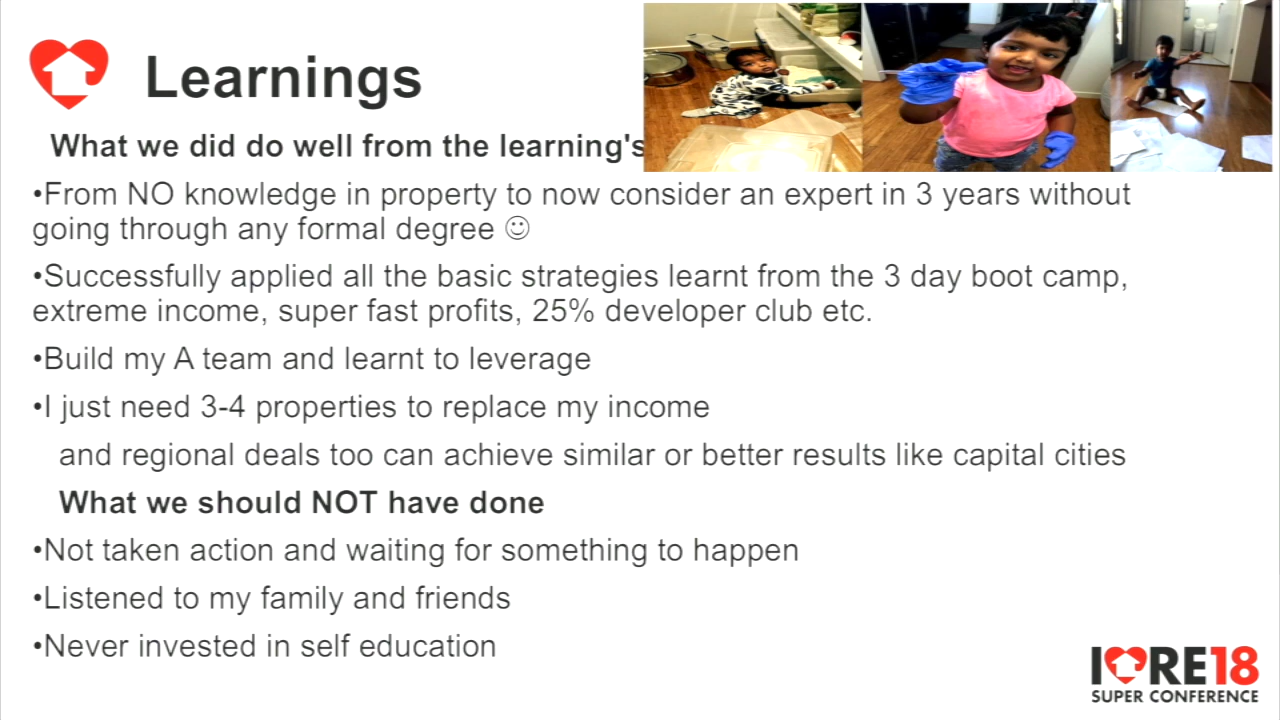 Learnings
What we did do well from the learning's
•From NO knowledge in property to now consider an expert in 3 years without
going through any formal degree ☺
•Successfully applied all the basic strategies learnt from the 3 day boot camp,
extreme income, super fast profits, 25% developer club etc.
•Build my A team and learnt to leverage
•I just need 3-4 properties to replace my income
and regional deals too can achieve similar or better results like capital cities
What we should NOT have done
•Not taken action and waiting for something to happen
•Listened to my family and friends
•Never invested in self education
I♥RE18
SUPER CONFERENCE